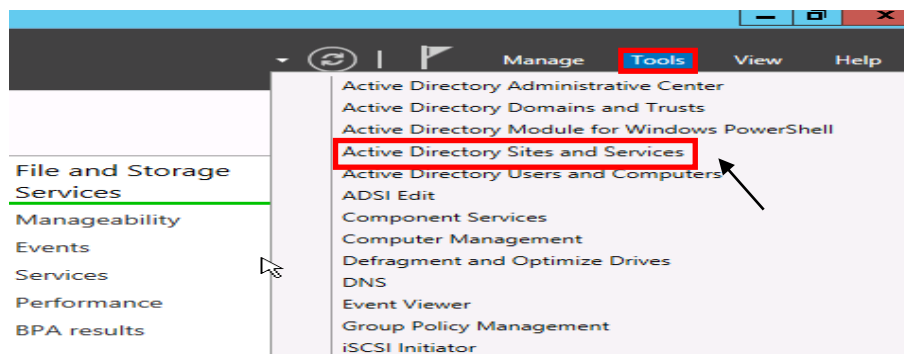 Manage Tools View Help
Active Directory Administrative Center
Active Directory Domains and Trusts
Active Directory Module for Windows PowerShell
Active Directory Sites and Services
Active Directory Users and Computers
ADSI Edit
Component Services
Computer Management
Defragment and Optimize Drives
DNS
Event Viewer
Group Policy Management
iSCSI Initiator
File and Storage
Services
Manageability
Events
Services
Performance
BPA results